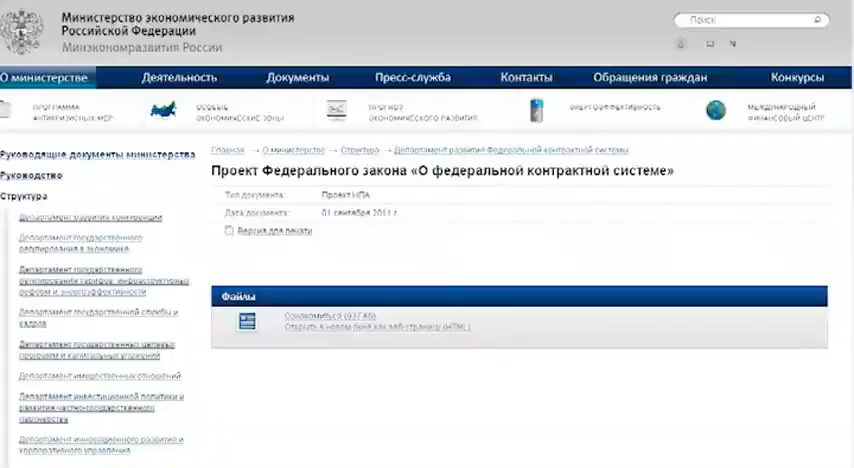 Министерство экономического развития
Российской Федерации
Минэкономразвития России
Поиск
О министерстве
Деятельность
Документы
Пресс-служба
Контакты
Обращения граждан
Конкурсы
ПРОГРАММА
АНТИКРИЗИСНЫХ МЕР
ОСОБЫЕ
ЭКОНОМИЧЕСКИЕ ЗОНЫ
ПРОГНОЗ
ЭКОНОМИЧЕСКОГО РАЗВИТИЯ
ЭНЕРГОЭФФЕКТИВНОСТЬ
МЕЖДУНАРОДНЫЙ
ФИНАНСОВЫЙ ЦЕНТР
Руководящие документы министерства
Руководство
Структура
Департамент развития конкуренции
Департамент государственного
регулирования в экономике
Департамент государственного
регулирования тарифов, инфраструктурных
реформ и энергоэффективности
Департамент государственной службы и
кадров
Департамент государственных целевых
программ и капитальных вложений
Департамент имущественных отношений
Департамент инвестиционной политики и
развития частно-государственного
партнерства
Департамент инновационного развития и
корпоративного управления
Главная → О министерстве → Структура → Департамент развития Федеральной контрактной системы
Проект Федерального закона «О федеральной контрактной системе»
Тип документа: Проект НПА
Дата документа: 01 сентября 2011 г.
Версия для печати
Файлы
Ознакомиться (937 Кб)
Открыть в новом окне как веб-страницу (HTML)